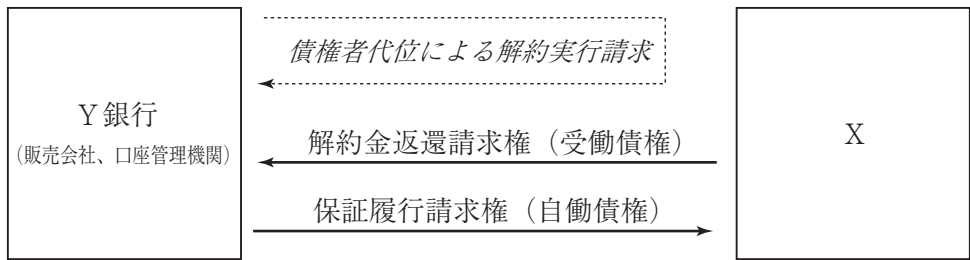 債権者代位による解約実行請求
Y銀行
(販売会社、口座管理機関)
解約金返還請求権(受働債権)
X
保証履行請求権(自働債権)